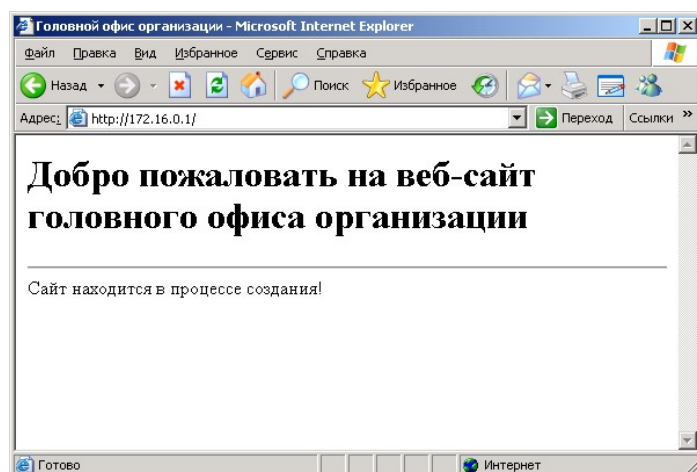 Головной офис организации - Microsoft Internet Explorer
Файл Правка Вид Избранное Сервис Справка
Назад Поиск Избранное
Адрес: http://172.16.0.1/ Переход Ссылки »
Добро пожаловать на веб-сайт
головного офиса организации
Сайт находится в процессе создания!
Готово Интернет